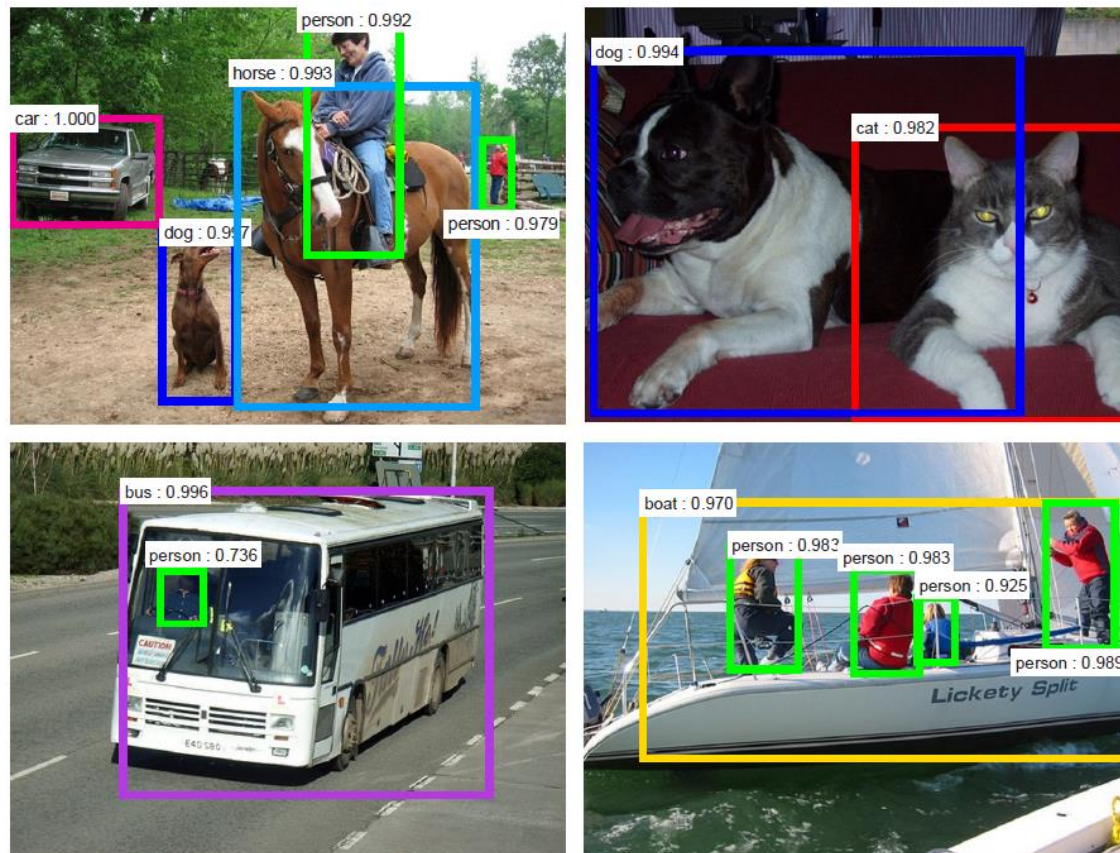 person : 0.992
horse : 0.993
car : 1.000
person : 0.979
dog : 0.997
dog : 0.994
cat : 0.982
bus : 0.996
person : 0.736
CAUTION
boat : 0.970
person : 0.983
person : 0.983
person : 0.925
person : 0.989
Lickety Split